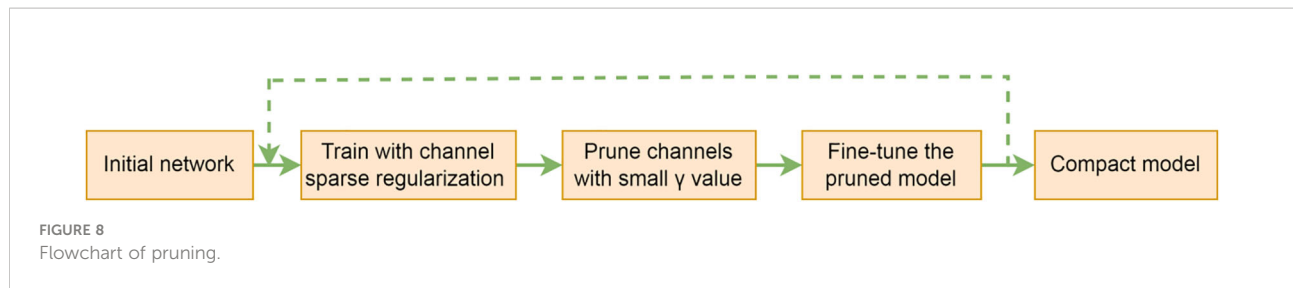 Initial network
Train with channel
sparse regularization
Prune channels
with small γ value
Fine-tune the
pruned model
Compact model
FIGURE 8
Flowchart of pruning.